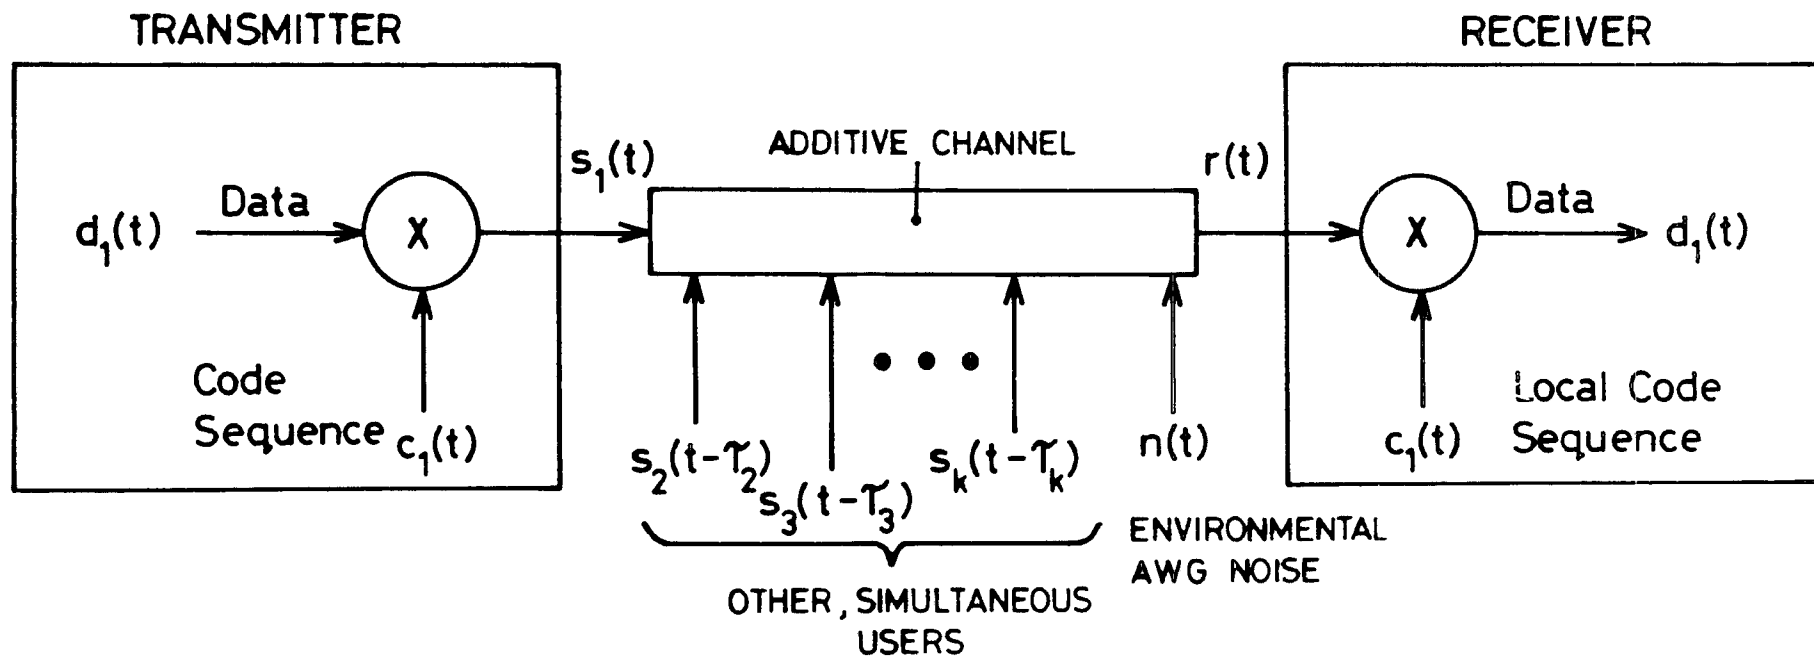 TRANSMITTER
RECEIVER
ADDITIVE CHANNEL
s₁(t)
r(t)
d₁(t)
Data
X
X
Data
d₁(t)
Code
Sequence
c₁(t)
s₂(t-τ₂)
s₃(t-τ₃)
sₖ(t-τₖ)
n(t)
c₁(t)
Local Code
Sequence
OTHER, SIMULTANEOUS
USERS
ENVIRONMENTAL
AWG NOISE